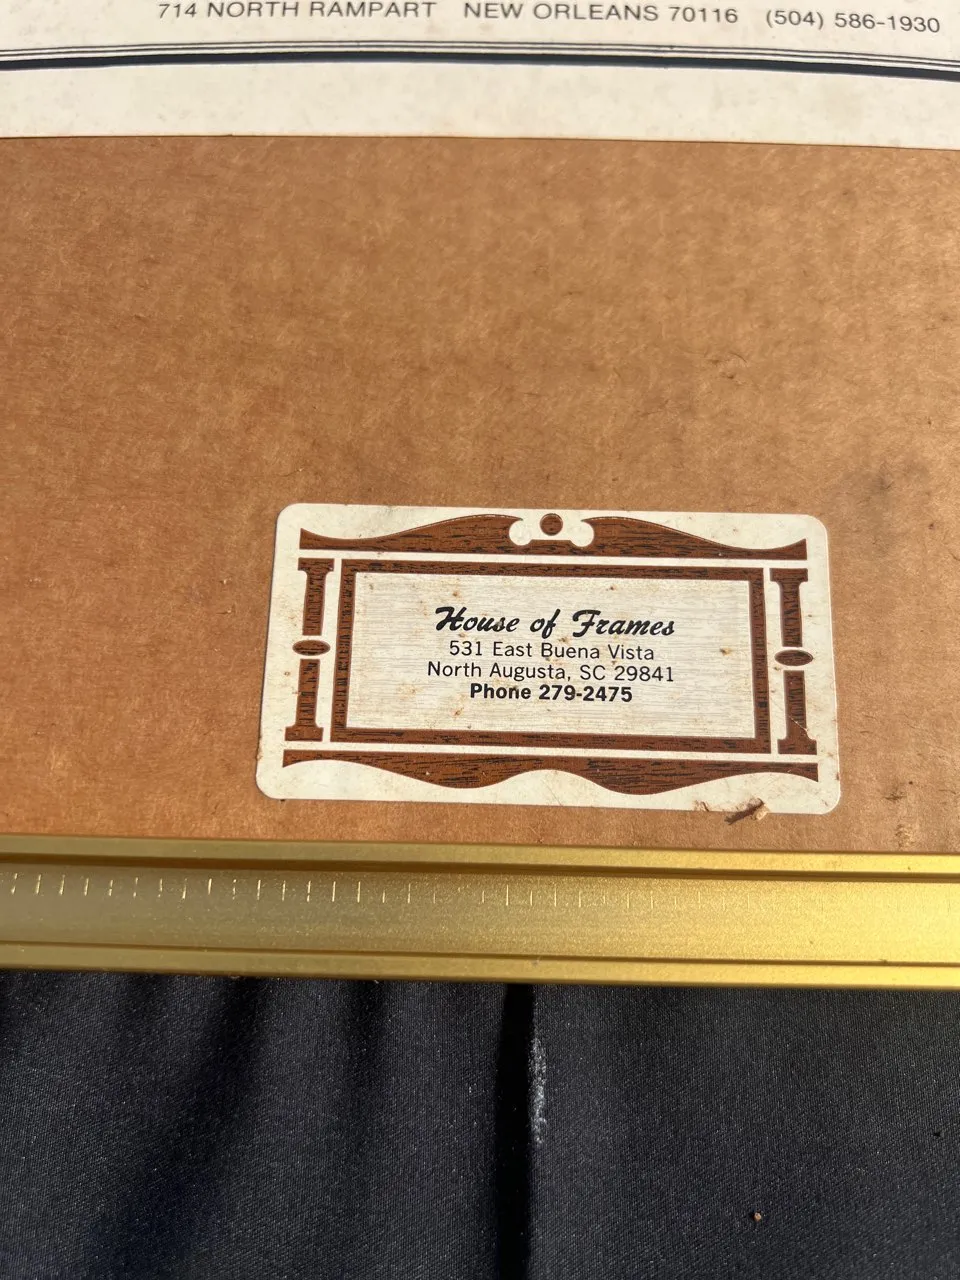 714 NORTH RAMPART NEW ORLEANS 70116 (504) 586-1930
House of Frames
531 East Buena Vista
North Augusta, SC 29841
Phone 279-2475